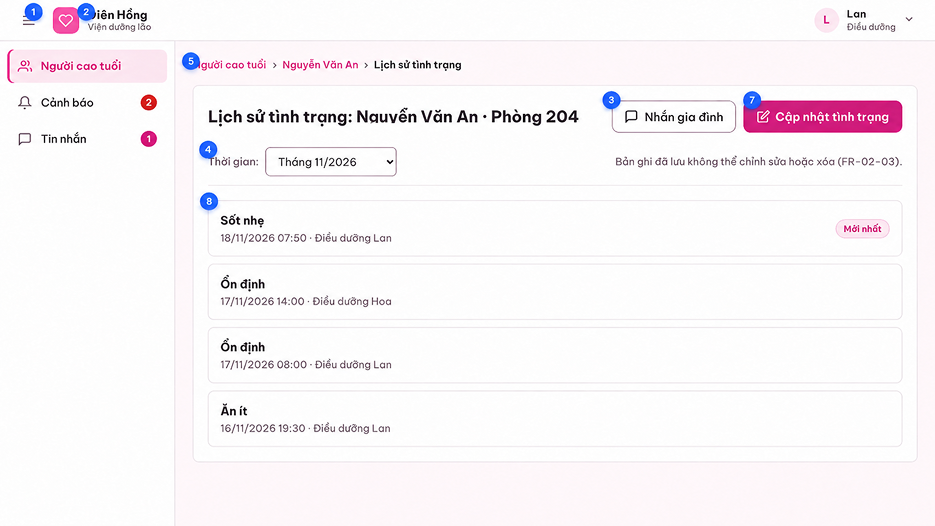 1
2
Diên Hồng
Viện dưỡng lão
L
Lan
Điều dưỡng
Người cao tuổi
Cảnh báo
2
Tin nhắn
1
5
Người cao tuổi › Nguyễn Văn An › Lịch sử tình trạng
Lịch sử tình trạng: Nguyễn Văn An · Phòng 204
3
Nhắn gia đình
7
Cập nhật tình trạng
4
Thời gian:
Tháng 11/2026
Bản ghi đã lưu không thể chỉnh sửa hoặc xóa (FR-02-03).
8
Sốt nhẹ
18/11/2026 07:50 · Điều dưỡng Lan
Mới nhất
Ổn định
17/11/2026 14:00 · Điều dưỡng Hoa
Ổn định
17/11/2026 08:00 · Điều dưỡng Lan
Ăn ít
16/11/2026 19:30 · Điều dưỡng Lan